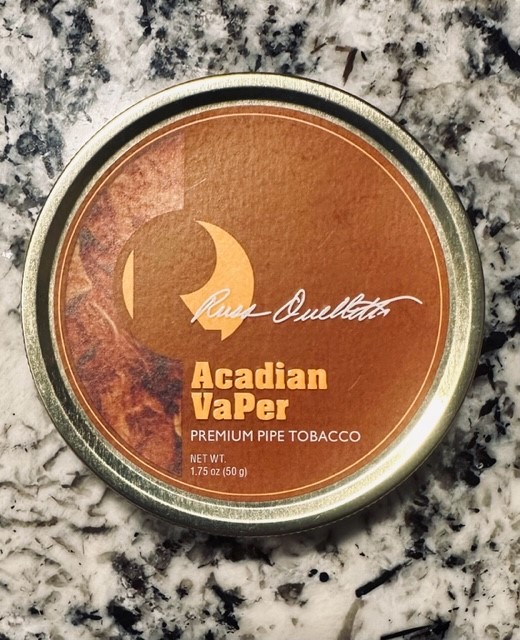 Russ Ouellette
Acadian
VaPer
PREMIUM PIPE TOBACCO
NET WT.
1.75 oz (50 g)